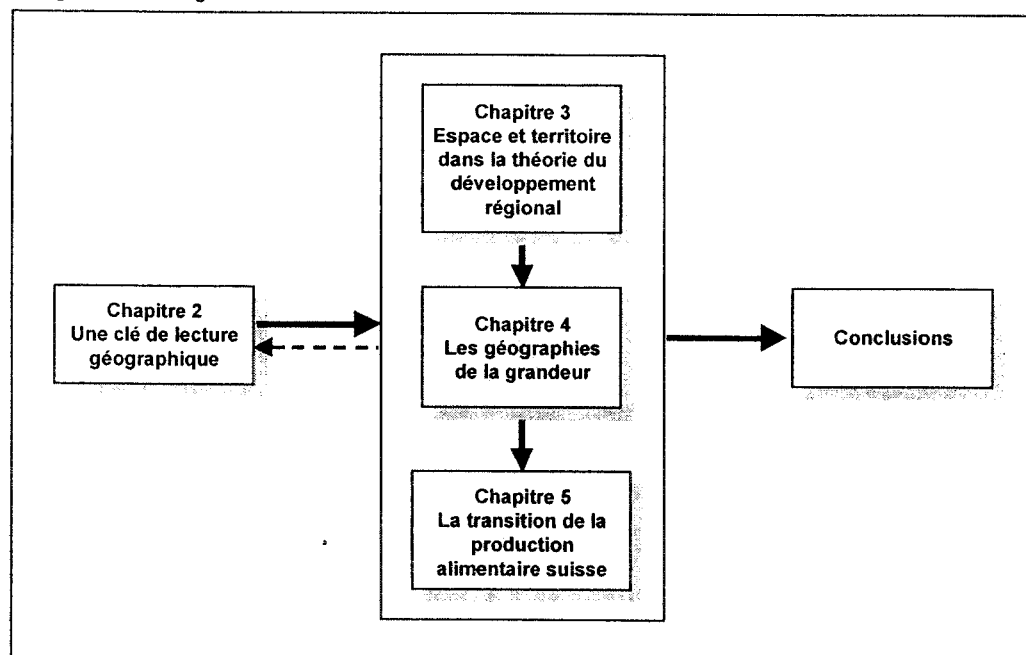 Chapitre 2
Une clé de lecture
géographique
Chapitre 3
Espace et territoire
dans la théorie du
développement
régional
Chapitre 4
Les géographies
de la grandeur
Chapitre 5
La transition de la
production
alimentaire suisse
Conclusions